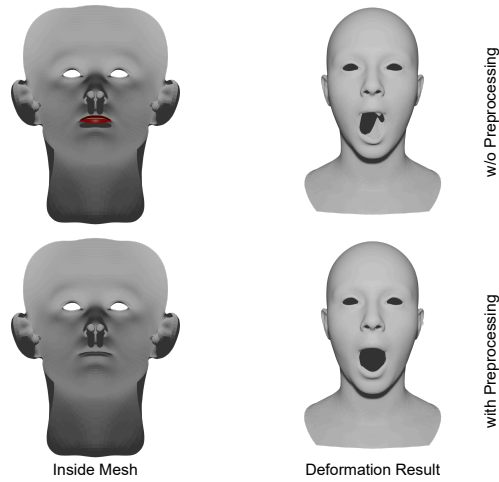 w/o Preprocessing
with Preprocessing
Inside Mesh
Deformation Result